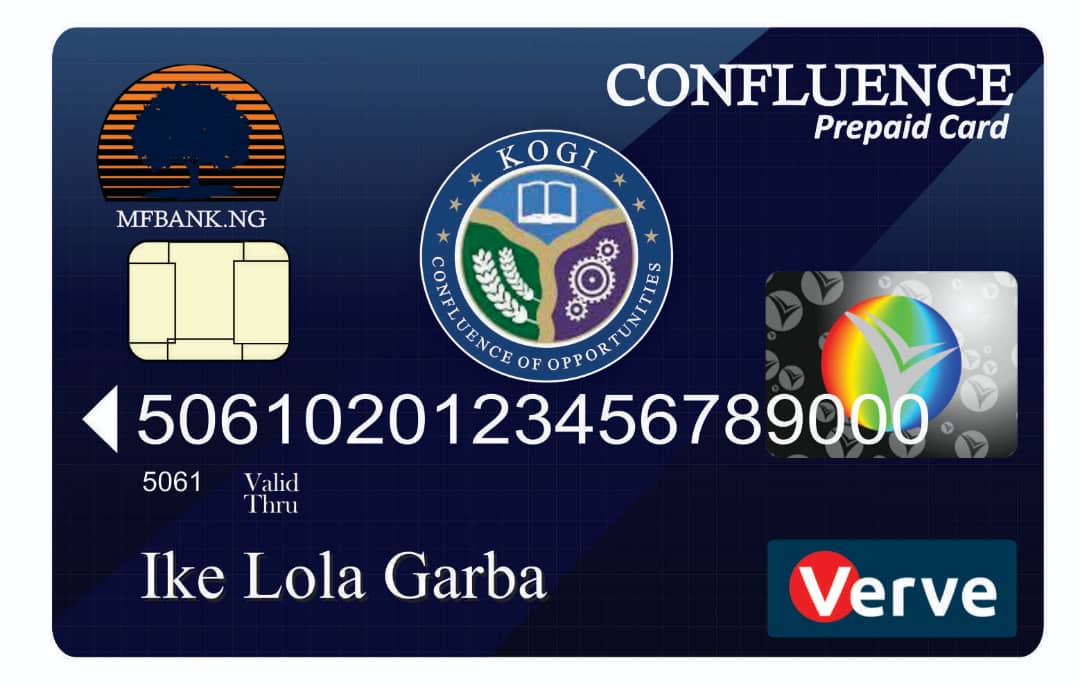 CONFLUENCE
Prepaid Card
MFBANK.NG
KOGI
CONFLUENCE OF OPPORTUNITIES
5061020123456789000
5061 Valid
Thru
Ike Lola Garba
Verve